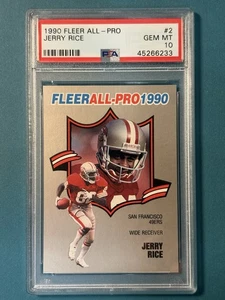 1990 FLEER ALL-PRO #2
JERRY RICE GEM MT
PSA 10
45266233
FLEER ALL-PRO 1990
SAN FRANCISCO
49ERS
WIDE RECEIVER
JERRY
RICE